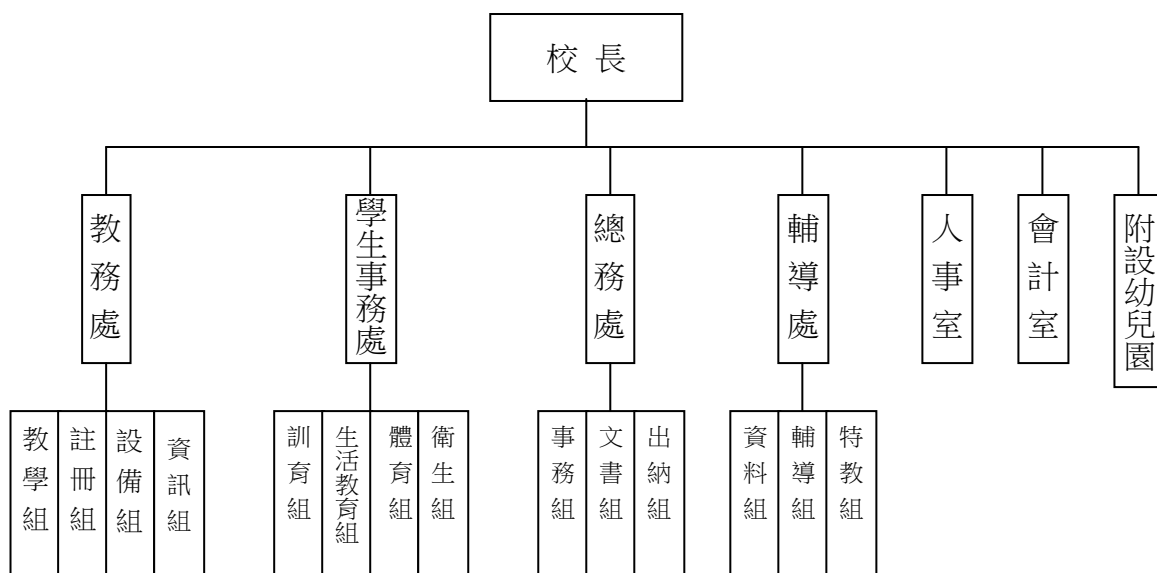 校長
教務處
學生事務處
總務處
輔導處
人事室
會計室
附設幼兒園
教學組
註冊組
設備組
資訊組
訓育組
生活教育組
體育組
衛生組
事務組
文書組
出納組
資料組
輔導組
特教組